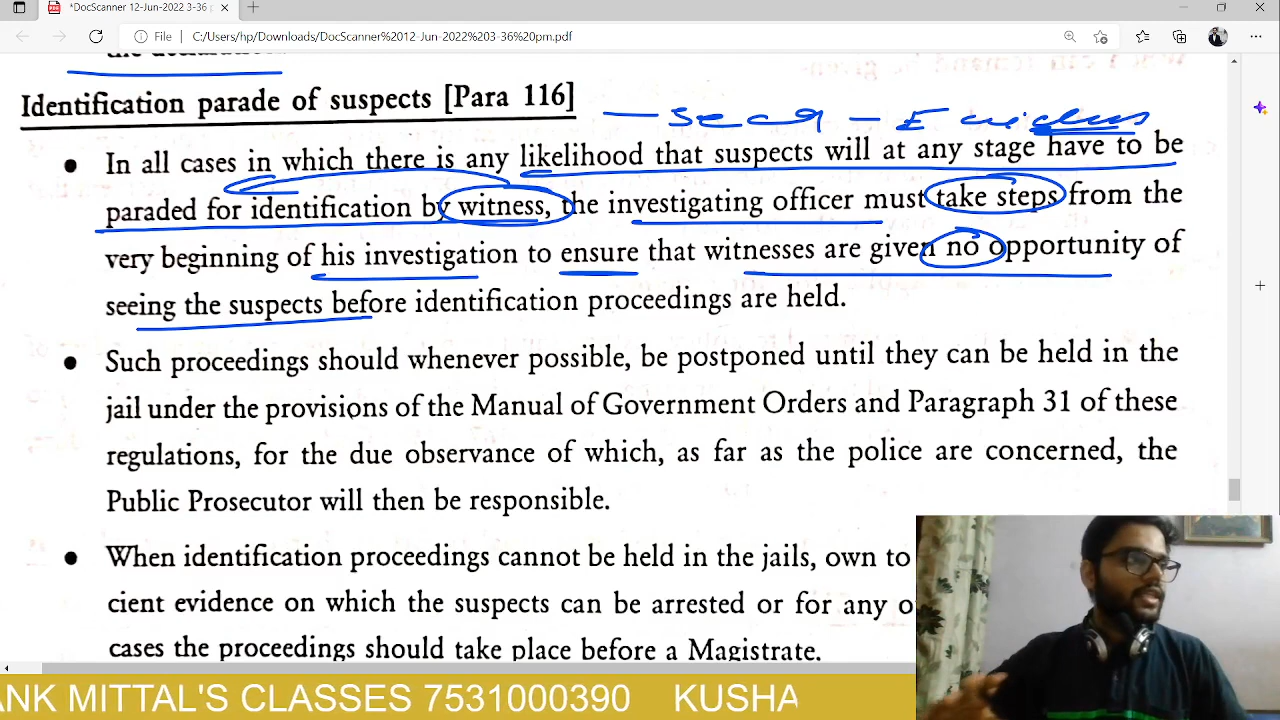 *DocScanner 12-Jun-2022 3-36 p
File C:/Users/hp/Downloads/DocScanner%2012-Jun-2022%203-36%20pm.pdf
Identification parade of suspects [Para 116]
• In all cases in which there is any likelihood that suspects will at any stage have to be
paraded for identification by witness, the investigating officer must take steps from the
very beginning of his investigation to ensure that witnesses are given no opportunity of
seeing the suspects before identification proceedings are held.
• Such proceedings should whenever possible, be postponed until they can be held in the
jail under the provisions of the Manual of Government Orders and Paragraph 31 of these
regulations, for the due observance of which, as far as the police are concerned, the
Public Prosecutor will then be responsible.
• When identification proceedings cannot be held in the jails, own to
cient evidence on which the suspects can be arrested or for any o
cases the proceedings should take place before a Magistrate.
ANK MITTAL'S CLASSES 7531000390 KUSHA